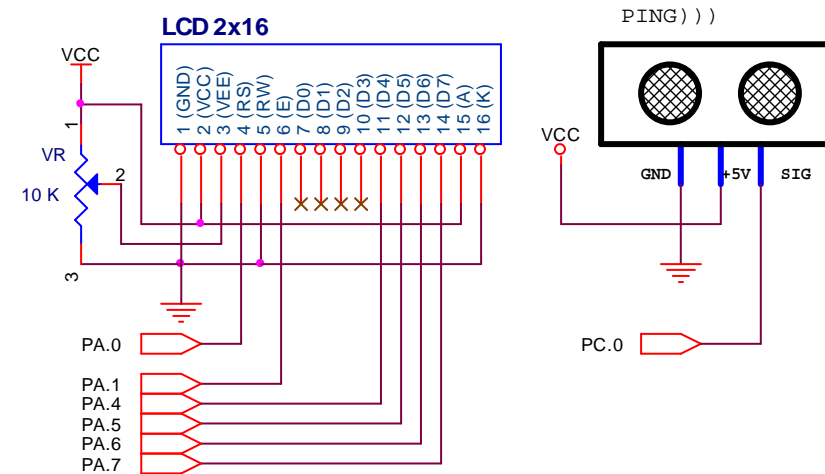 LCD 2x16
PING)))
VCC
1 (GND)
2 (VCC)
3 (VEE)
4 (RS)
5 (RW)
6 (E)
7 (D0)
8 (D1)
9 (D2)
10 (D3)
11 (D4)
12 (D5)
13 (D6)
14 (D7)
15 (A)
16 (K)
1
VR
2
10 K
3
VCC
GND
+5V
SIG
PA.0
PC.0
PA.1
PA.4
PA.5
PA.6
PA.7